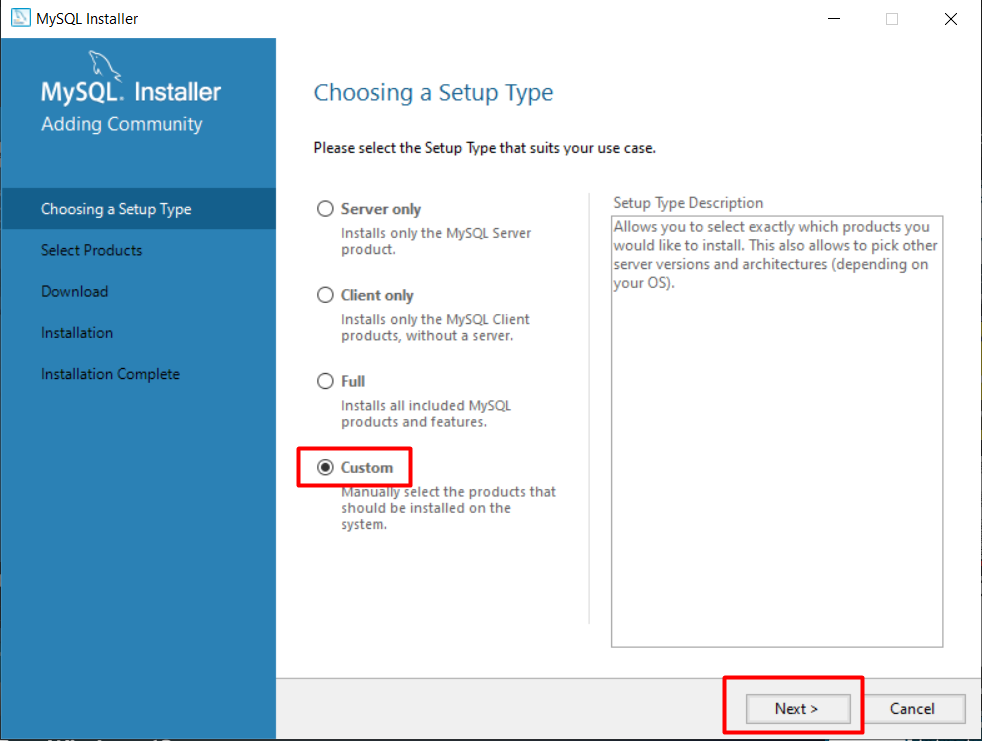 MySQL Installer
MySQL. Installer
Adding Community
Choosing a Setup Type
Select Products
Download
Installation
Installation Complete
Choosing a Setup Type
Please select the Setup Type that suits your use case.
Server only
Installs only the MySQL Server
product.
Client only
Installs only the MySQL Client
products, without a server.
Full
Installs all included MySQL
products and features.
Custom
Manually select the products that
should be installed on the
system.
Setup Type Description
Allows you to select exactly which products you
would like to install. This also allows to pick other
server versions and architectures (depending on
your OS).
Next >
Cancel